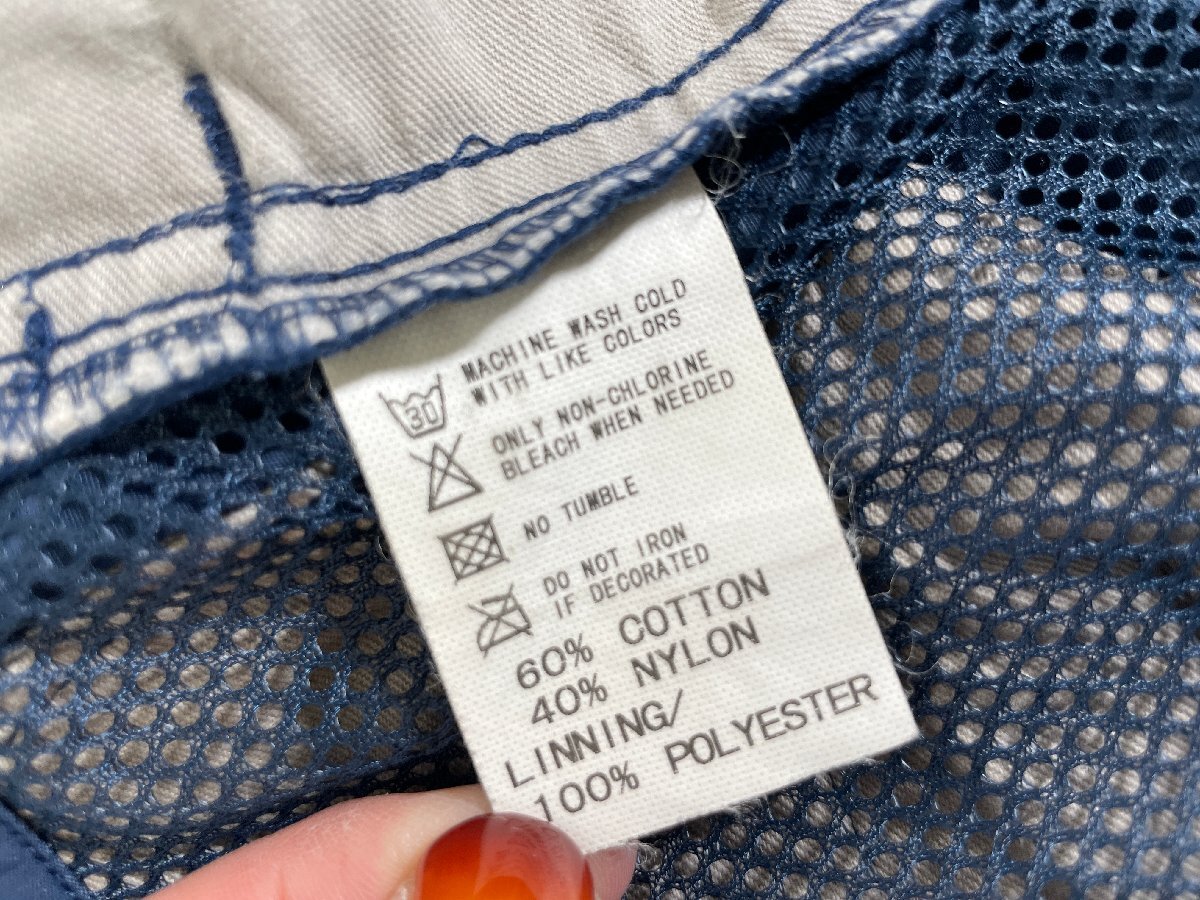 30
MACHINE WASH COLD
WITH LIKE COLORS
ONLY NON-CHLORINE
BLEACH WHEN NEEDED
NO TUMBLE
DO NOT IRON
IF DECORATED
60% COTTON
40% NYLON
LINNING/
100% POLYESTER